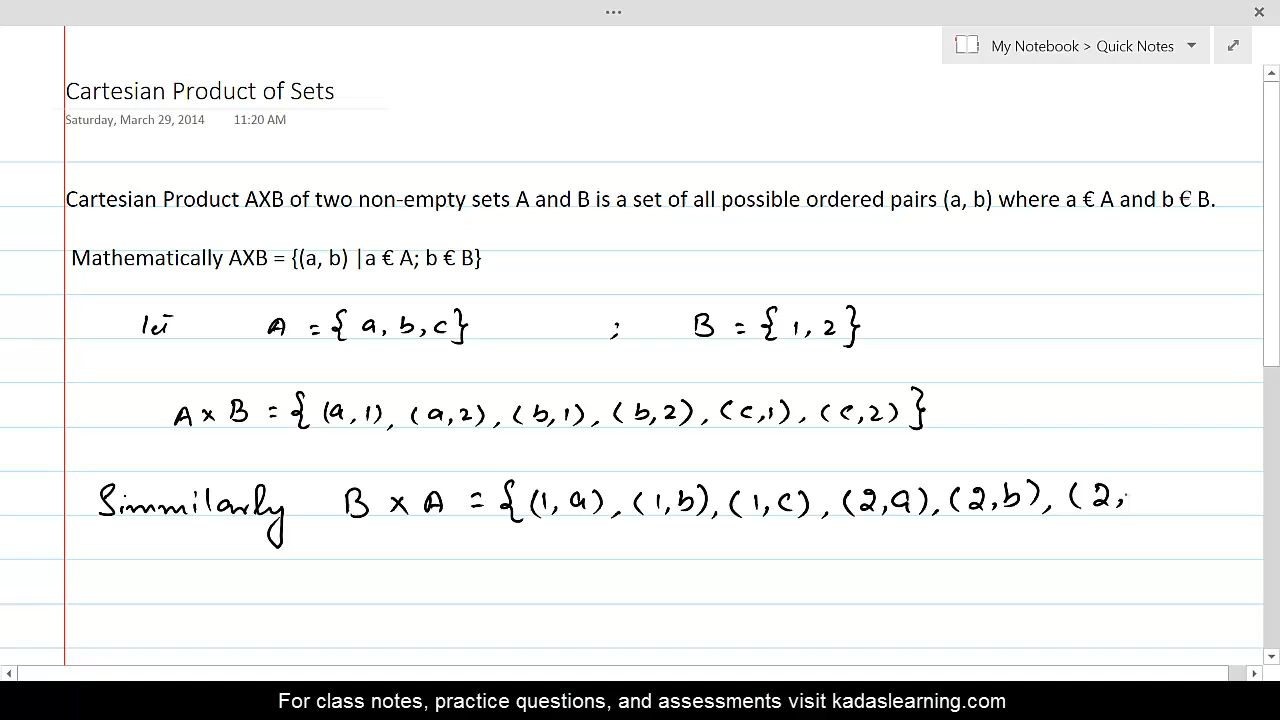 My Notebook > Quick Notes
Cartesian Product of Sets
Saturday, March 29, 2014 11:20 AM
Cartesian Product AXB of two non-empty sets A and B is a set of all possible ordered pairs (a, b) where a € A and b € B.
Mathematically AXB = {(a, b) |a € A; b € B}
let A = { a, b, c} ; B = { 1, 2 }
A × B = { (a, 1), (a, 2), (b, 1), (b, 2), (c, 1), (c, 2) }
Simmilarly B × A = { (1, a), (1, b), (1, c), (2, a), (2, b), (2,
For class notes, practice questions, and assessments visit kadaslearning.com